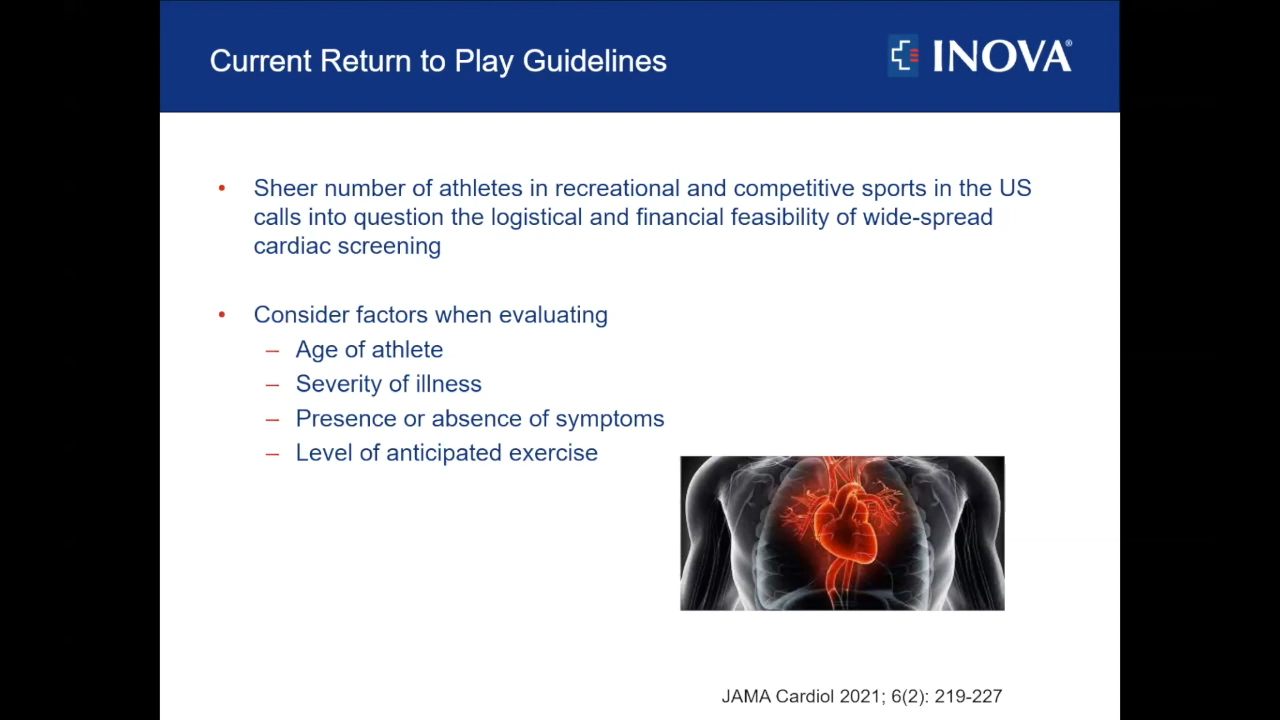 Current Return to Play Guidelines
INOVA®
• Sheer number of athletes in recreational and competitive sports in the US
calls into question the logistical and financial feasibility of wide-spread
cardiac screening
• Consider factors when evaluating
– Age of athlete
– Severity of illness
– Presence or absence of symptoms
– Level of anticipated exercise
JAMA Cardiol 2021; 6(2): 219-227